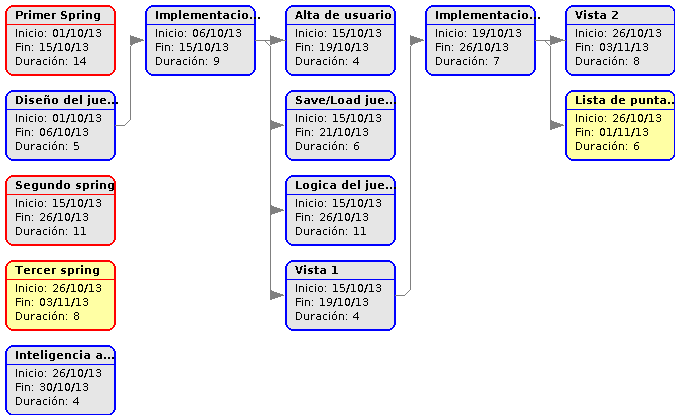 Primer Spring
Inicio: 01/10/13
Fin: 15/10/13
Duración: 14
Implementacio...
Inicio: 06/10/13
Fin: 15/10/13
Duración: 9
Alta de usuario
Inicio: 15/10/13
Fin: 19/10/13
Duración: 4
Implementacio...
Inicio: 19/10/13
Fin: 26/10/13
Duración: 7
Vista 2
Inicio: 26/10/13
Fin: 03/11/13
Duración: 8
Diseño del jue...
Inicio: 01/10/13
Fin: 06/10/13
Duración: 5
Save/Load jue...
Inicio: 15/10/13
Fin: 21/10/13
Duración: 6
Lista de punta...
Inicio: 26/10/13
Fin: 01/11/13
Duración: 6
Segundo spring
Inicio: 15/10/13
Fin: 26/10/13
Duración: 11
Logica del jue...
Inicio: 15/10/13
Fin: 26/10/13
Duración: 11
Tercer spring
Inicio: 26/10/13
Fin: 03/11/13
Duración: 8
Vista 1
Inicio: 15/10/13
Fin: 19/10/13
Duración: 4
Inteligencia a...
Inicio: 26/10/13
Fin: 30/10/13
Duración: 4